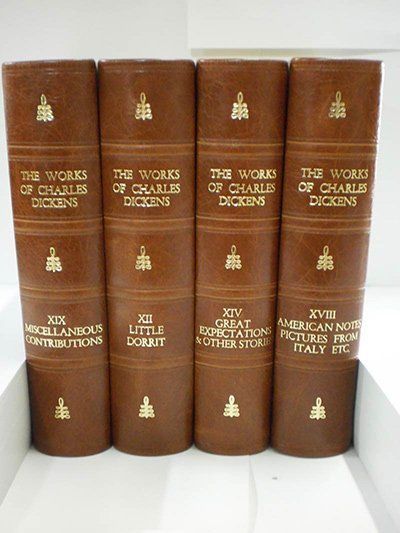 THE WORKS
OF CHARLES
DICKENS
XIX
MISCELLANEOUS
CONTRIBUTIONS
THE WORKS
OF CHARLES
DICKENS
XII
LITTLE
DORRIT
THE WORKS
OF CHARLES
DICKENS
XIV
GREAT
EXPECTATIONS
& OTHER STORIES
THE WORKS
OF CHARLES
DICKENS
XVIII
AMERICAN NOTES
PICTURES FROM
ITALY ETC.